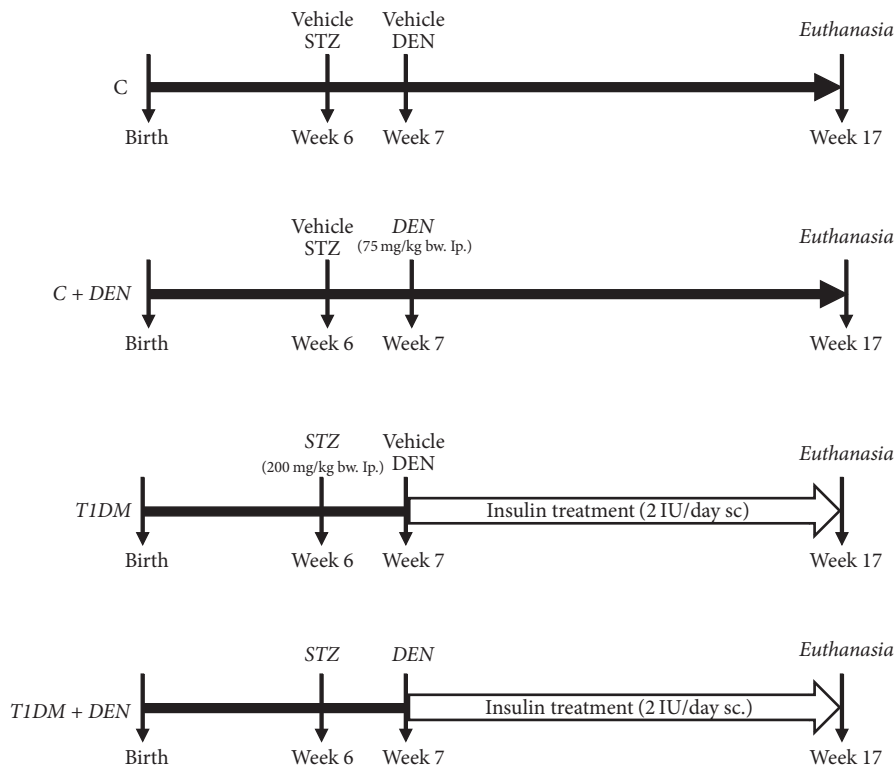 Vehicle Vehicle
STZ DEN Euthanasia
C
Birth Week 6 Week 7 Week 17
Vehicle DEN Euthanasia
STZ (75 mg/kg bw. Ip.)
C + DEN
Birth Week 6 Week 7 Week 17
STZ Vehicle Euthanasia
(200 mg/kg bw. Ip.) DEN
T1DM Insulin treatment (2 IU/day sc)
Birth Week 6 Week 7 Week 17
STZ DEN Euthanasia
T1DM + DEN Insulin treatment (2 IU/day sc.)
Birth Week 6 Week 7 Week 17